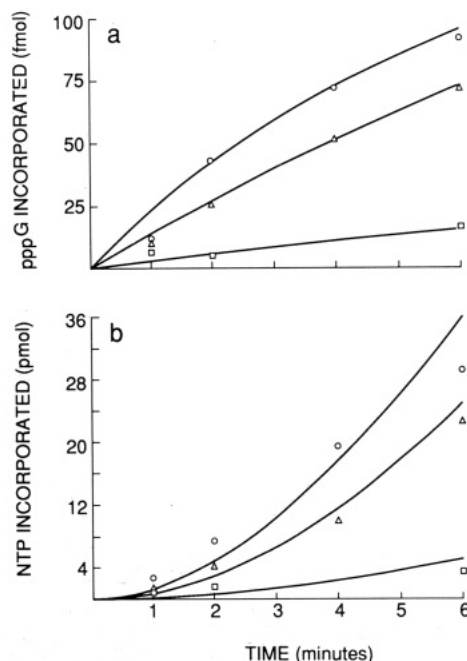 a
100
75
50
25
pppG INCORPORATED (fmol)
b
36
28
20
12
4
NTP INCORPORATED (pmol)
1 2 3 4 5 6
TIME (minutes)